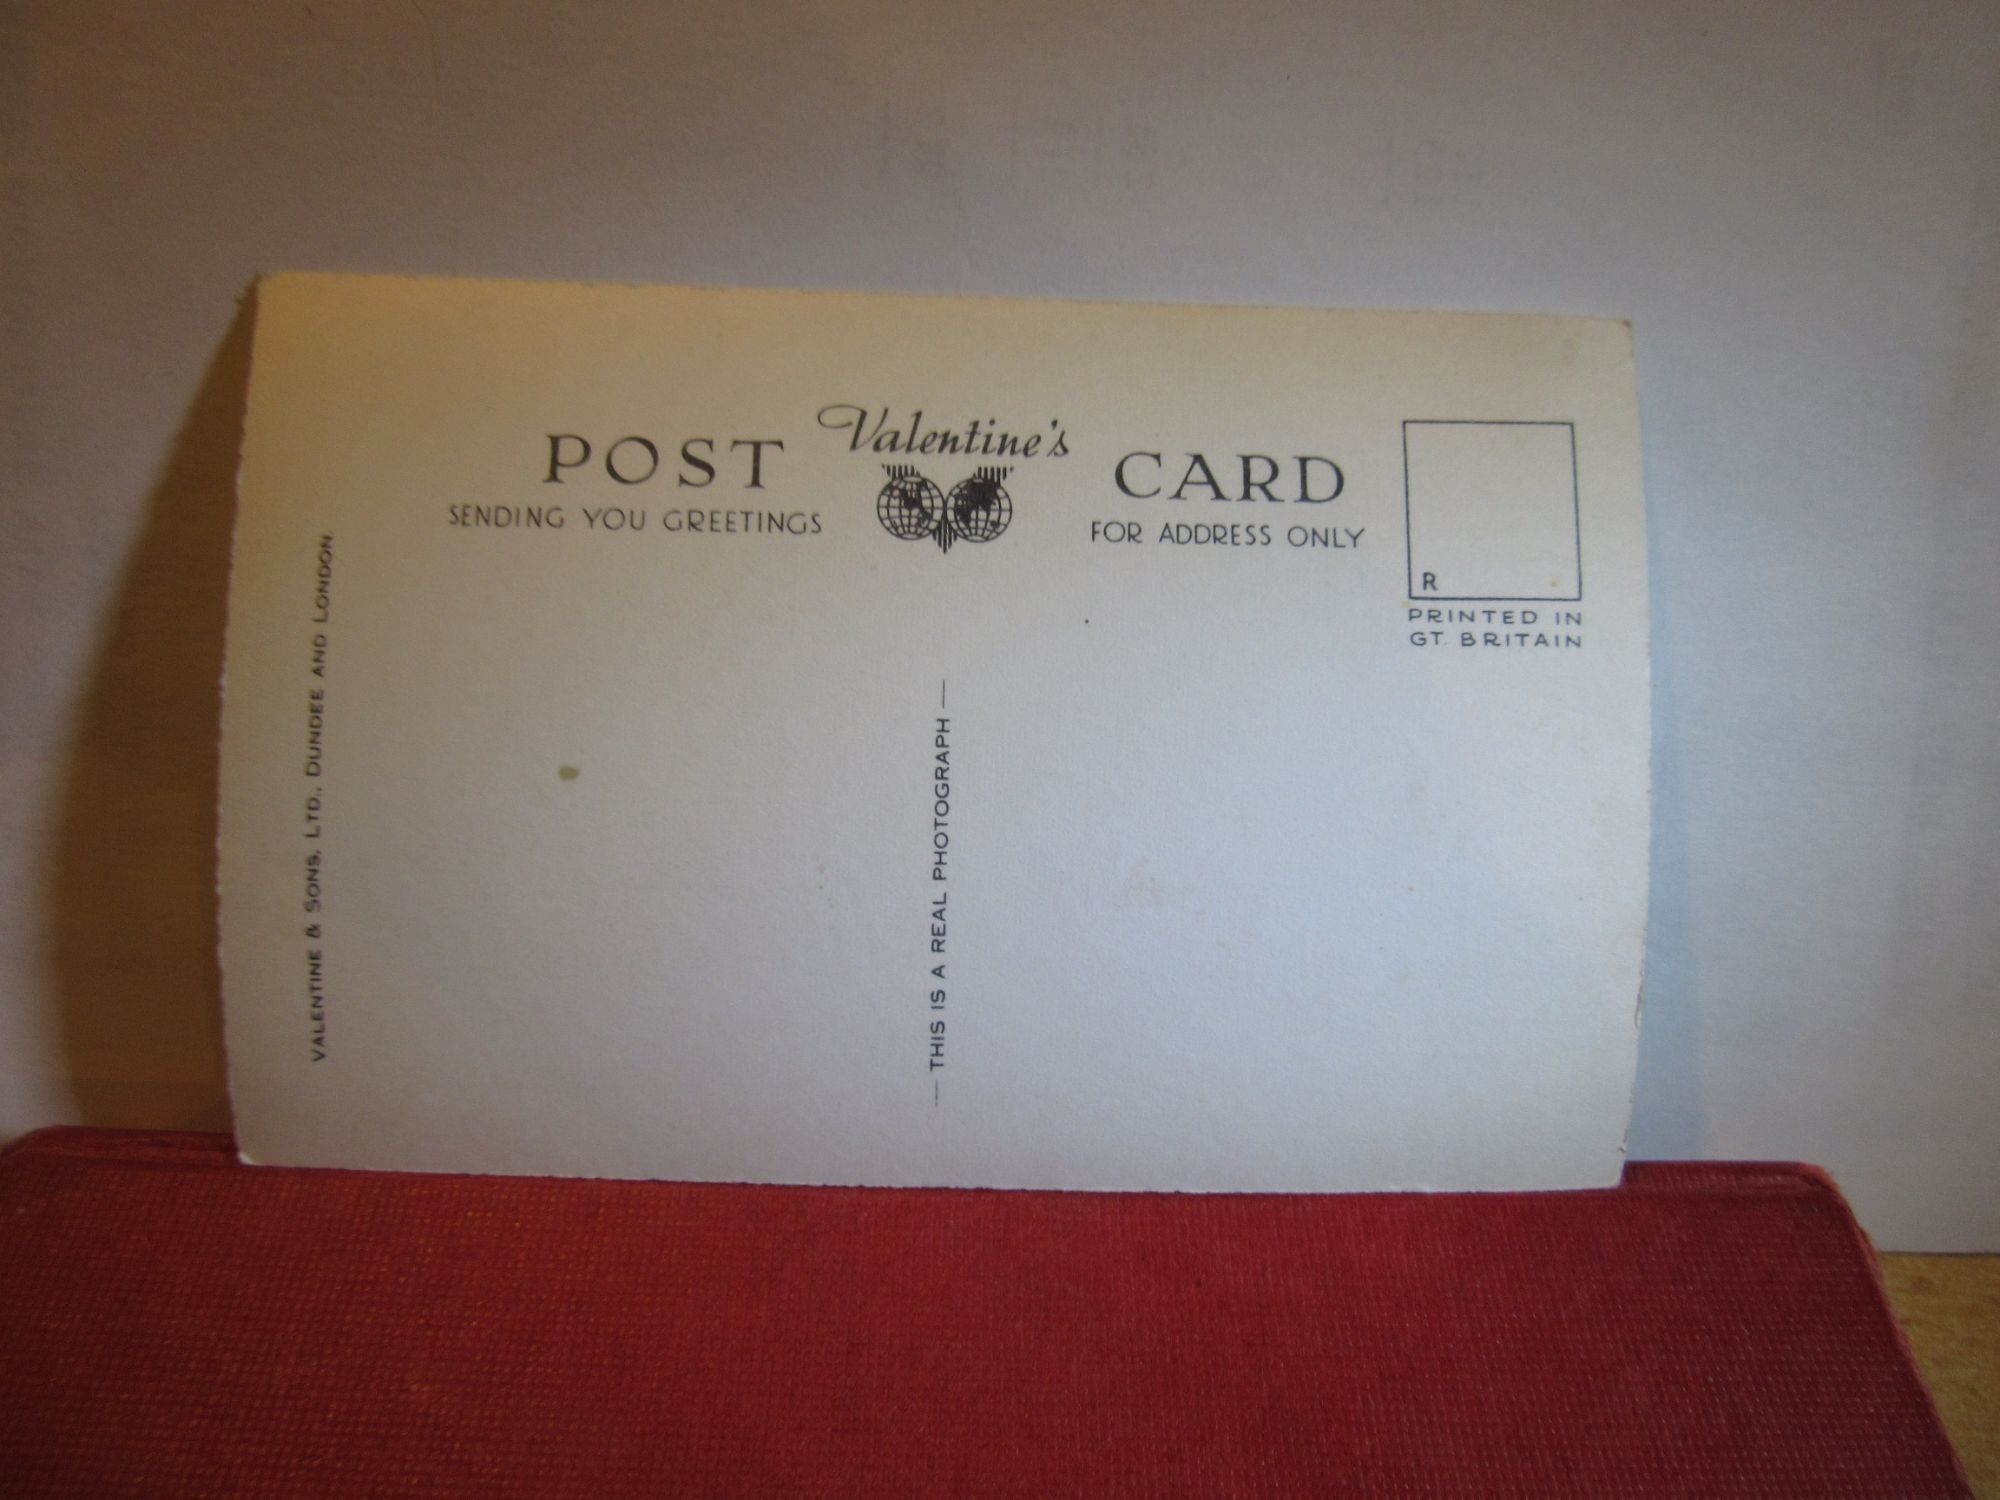 POST Valentine's CARD
SENDING YOU GREETINGS
FOR ADDRESS ONLY
R
PRINTED IN
GT. BRITAIN
VALENTINE & SONS, LTD., DUNDEE AND LONDON.
THIS IS A REAL PHOTOGRAPH